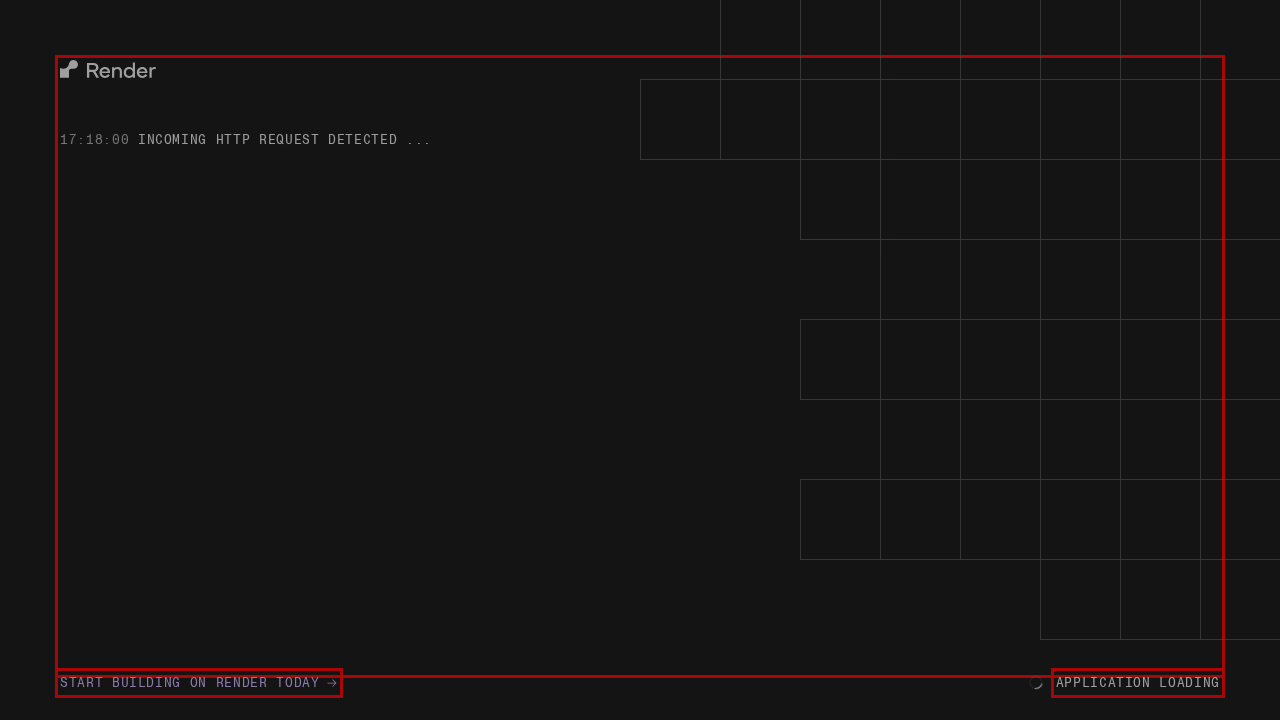 Render
17:18:00 INCOMING HTTP REQUEST DETECTED ...
START BUILDING ON RENDER TODAY →
APPLICATION LOADING